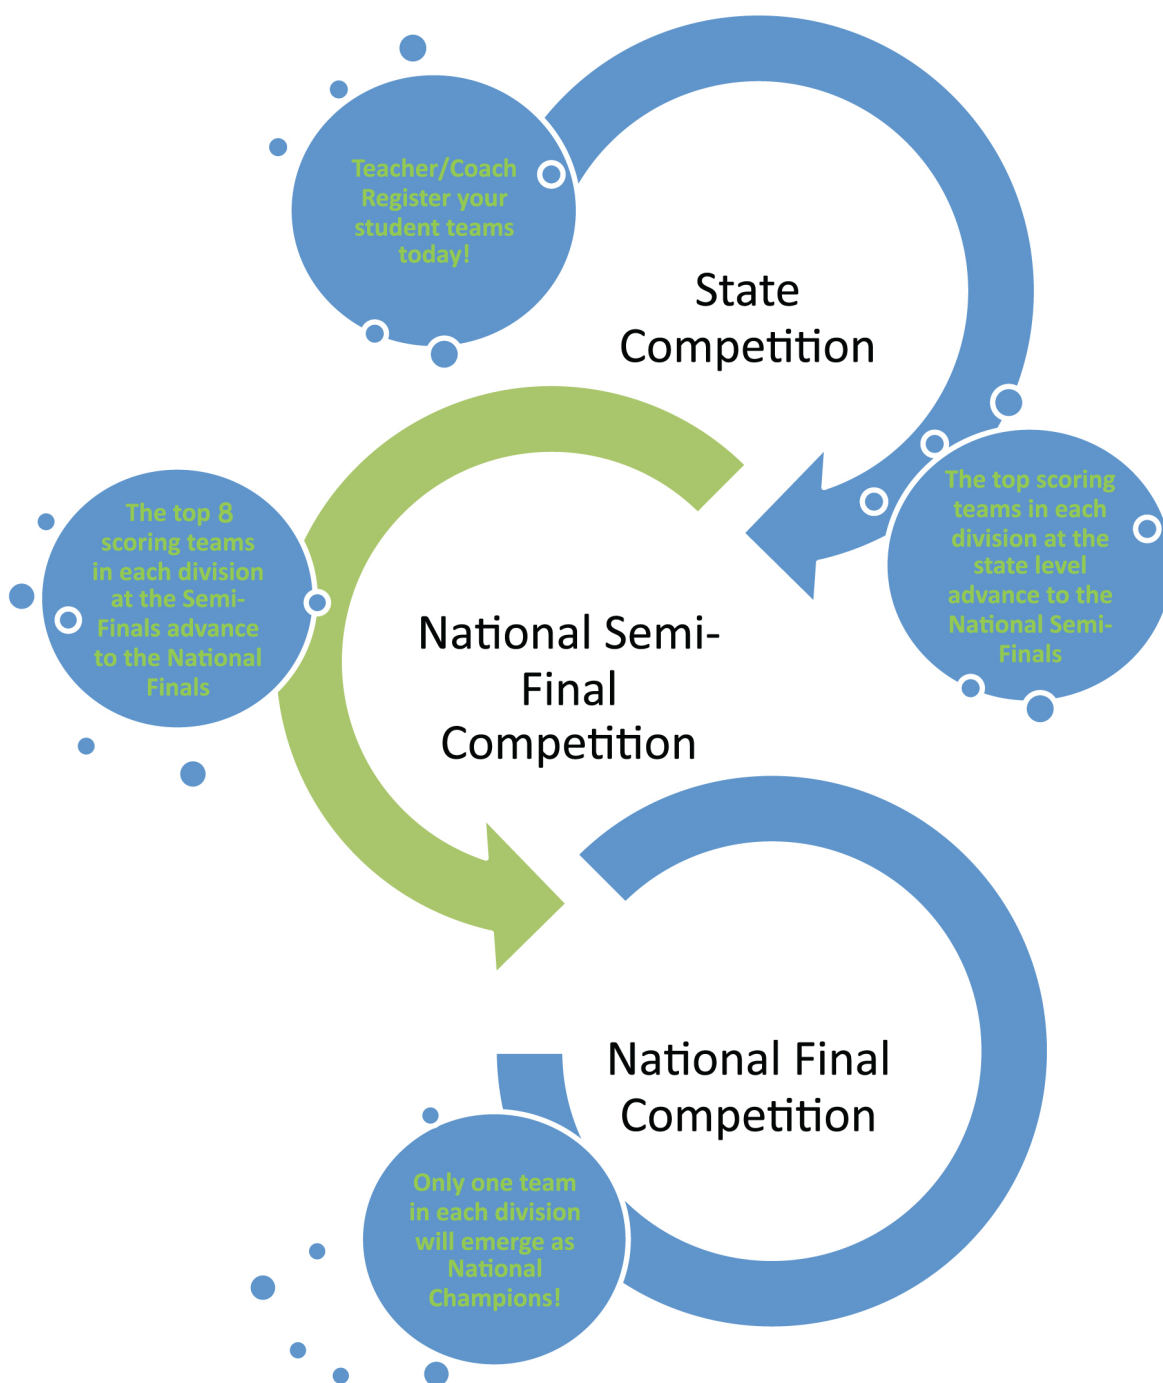 Teacher/Coach
Register your
student teams
today!
State
Competition
The top scoring
teams in each
division at the
state level
advance to the
National Semi-
Finals
The top 8
scoring teams
in each division
at the Semi-
Finals advance
to the National
Finals
National Semi-
Final
Competition
National Final
Competition
Only one team
in each division
will emerge as
National
Champions!